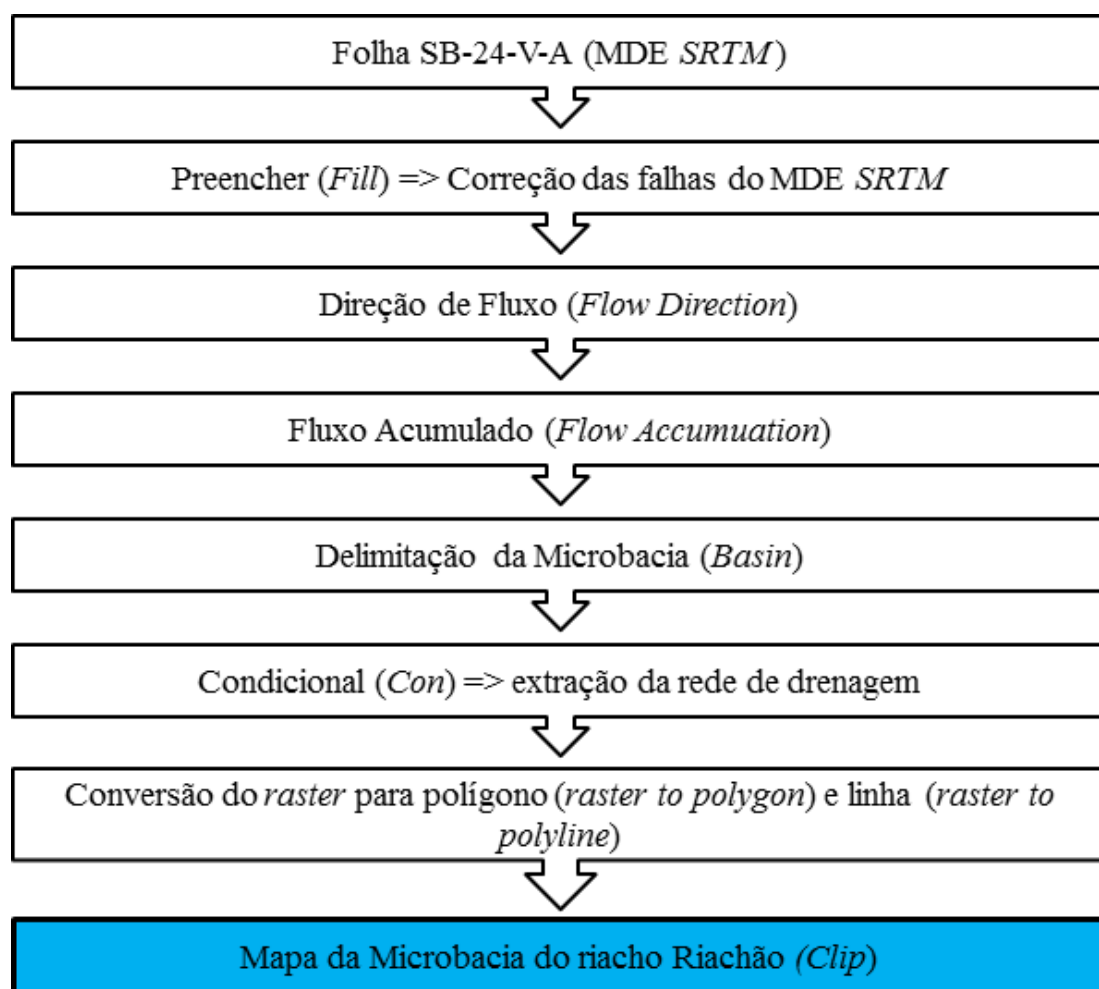 Folha SB-24-V-A (MDE SRTM)
Preencher (Fill) => Correção das falhas do MDE SRTM
Direção de Fluxo (Flow Direction)
Fluxo Acumulado (Flow Accumuation)
Delimitação da Microbacia (Basin)
Condicional (Con) => extração da rede de drenagem
Conversão do raster para polígono (raster to polygon) e linha (raster to
polyline)
Mapa da Microbacia do riacho Riachão (Clip)